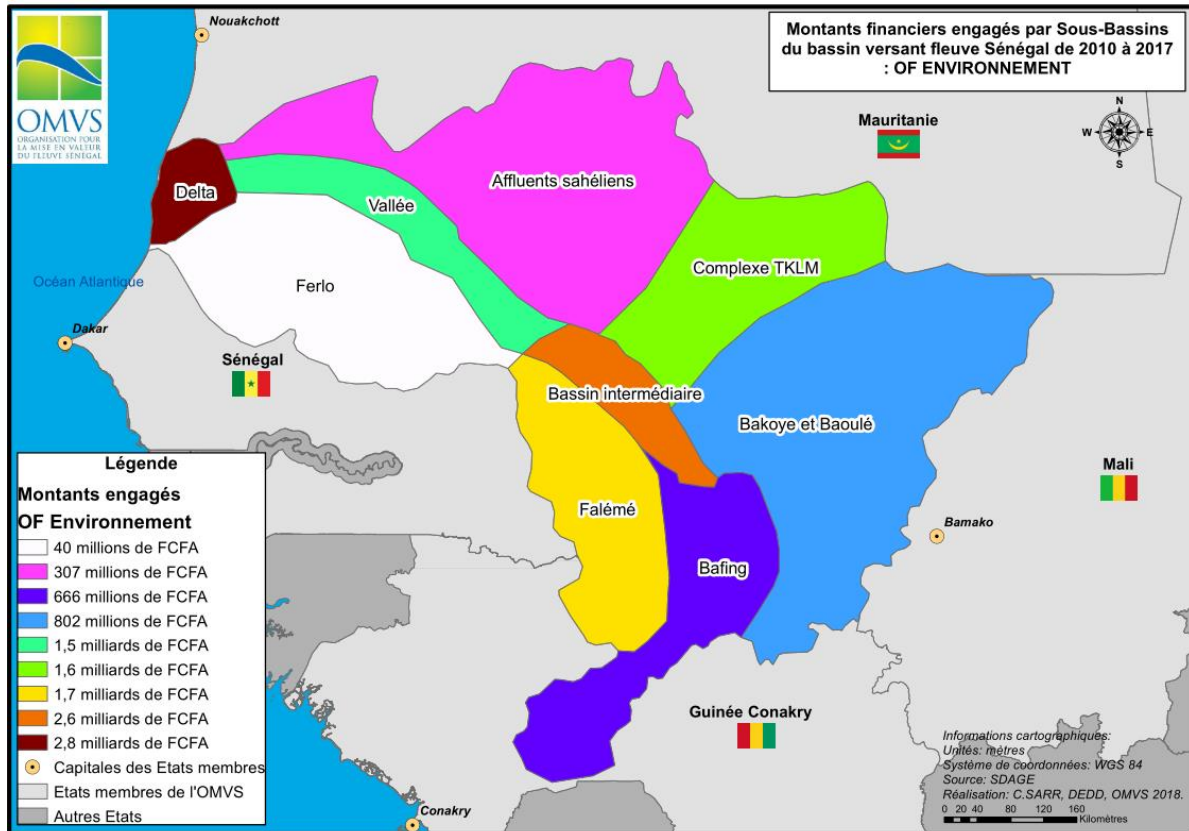 OMVS
ORGANISATION POUR
LA MISE EN VALEUR
DU FLEUVE SÉNÉGAL
Nouakchott
Montants financiers engagés par Sous-Bassins
du bassin versant fleuve Sénégal de 2010 à 2017
: OF ENVIRONNEMENT
Mauritanie
N
W E
S
Affluents sahéliens
Delta
Vallée
Complexe TKLM
Océan Atlantique
Ferlo
Dakar
Sénégal
Bassin intermédiaire
Bakoye et Baoulé
Mali
Falémé
Bamako
Bafing
Guinée Conakry
Conakry
Légende
Montants engagés
OF Environnement
40 millions de FCFA
307 millions de FCFA
666 millions de FCFA
802 millions de FCFA
1,5 milliards de FCFA
1,6 milliards de FCFA
1,7 milliards de FCFA
2,6 milliards de FCFA
2,8 milliards de FCFA
Capitales des Etats membres
Etats membres de l'OMVS
Autres Etats
Informations cartographiques:
Unités: mètres
Système de coordonnées: WGS 84
Source: SDAGE
Réalisation: C.SARR, DEDD, OMVS 2018.
0 20 40 80 120 160
Kilomètres